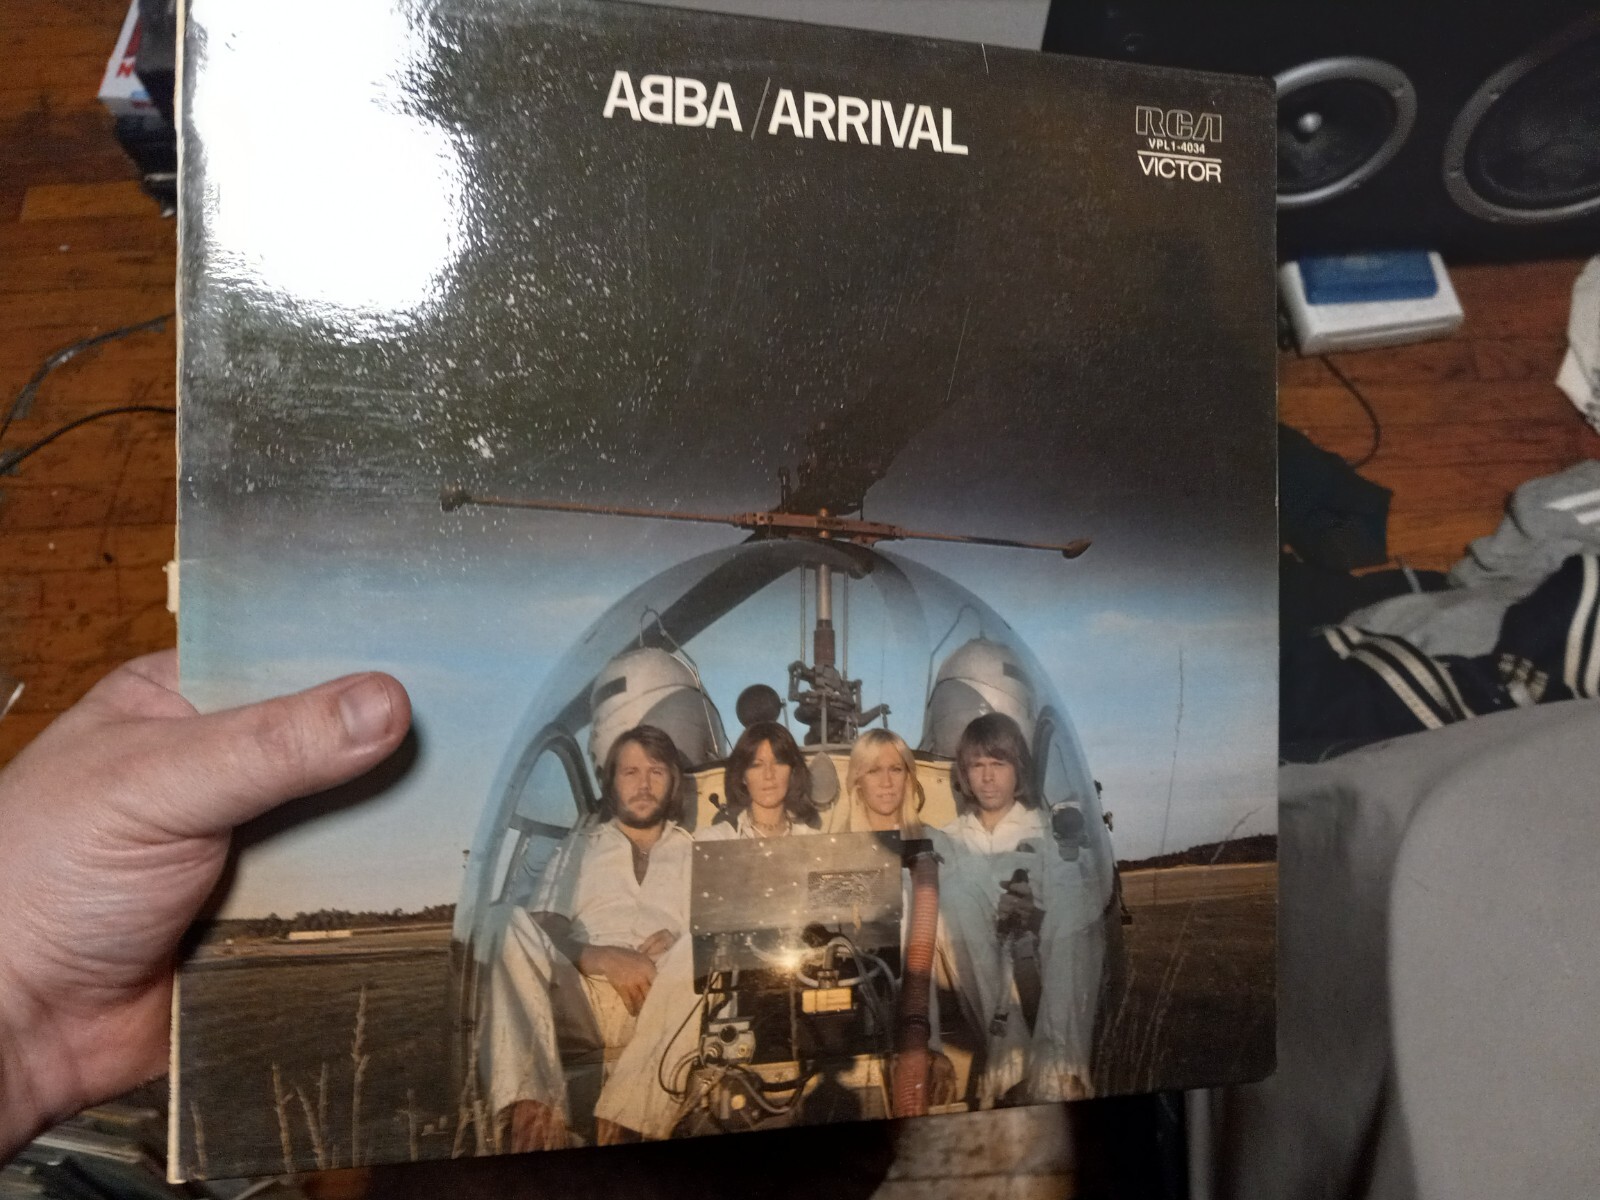 ABBA / ARRIVAL
RCA
VPL1-4034
VICTOR